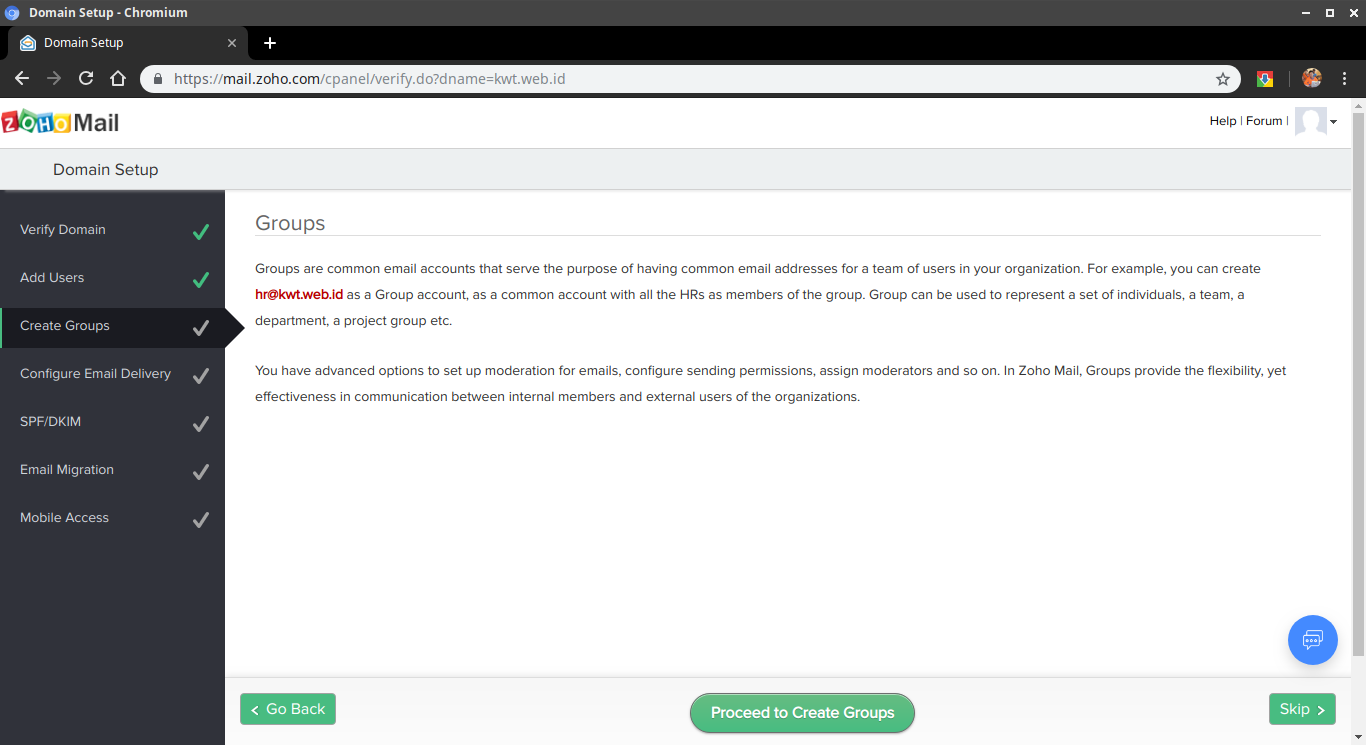 Domain Setup - Chromium
Domain Setup
https://mail.zoho.com/cpanel/verify.do?dname=kwt.web.id
ZOHO Mail
Help | Forum |
Domain Setup
Verify Domain
Add Users
Create Groups
Configure Email Delivery
SPF/DKIM
Email Migration
Mobile Access
Groups
Groups are common email accounts that serve the purpose of having common email addresses for a team of users in your organization. For example, you can create
hr@kwt.web.id as a Group account, as a common account with all the HRs as members of the group. Group can be used to represent a set of individuals, a team, a
department, a project group etc.
You have advanced options to set up moderation for emails, configure sending permissions, assign moderators and so on. In Zoho Mail, Groups provide the flexibility, yet
effectiveness in communication between internal members and external users of the organizations.
Go Back
Proceed to Create Groups
Skip